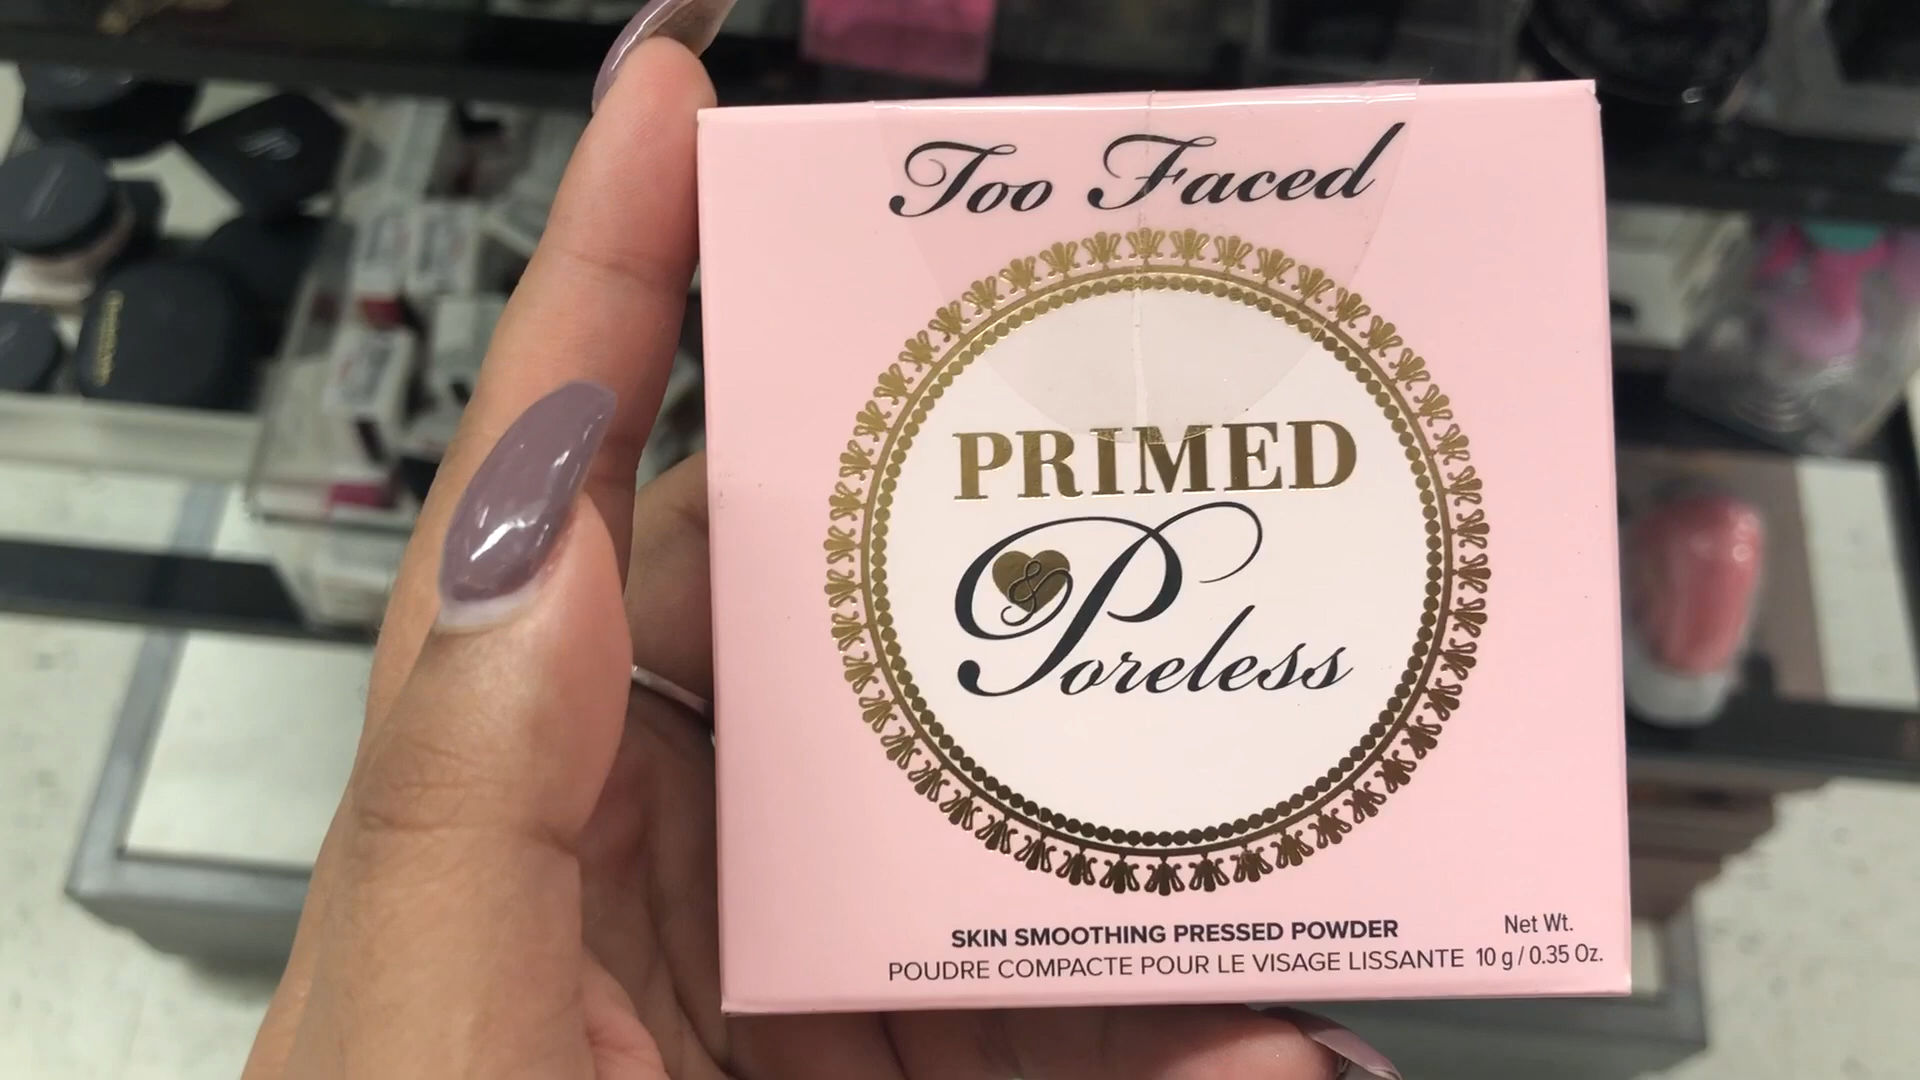 Too Faced
PRIMED
& Poreless
SKIN SMOOTHING PRESSED POWDER
POUDRE COMPACTE POUR LE VISAGE LISSANTE
Net Wt.
10 g / 0.35 Oz.